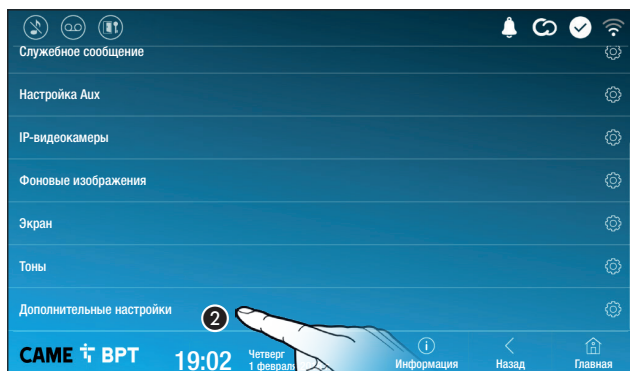 Служебное сообщение
Настройка Aux
IP-видеокамеры
Фоновые изображения
Экран
Тоны
Дополнительные настройки
2
CAME BPT
19:02
Четверг
1 феврал
Информация
Назад
Главная